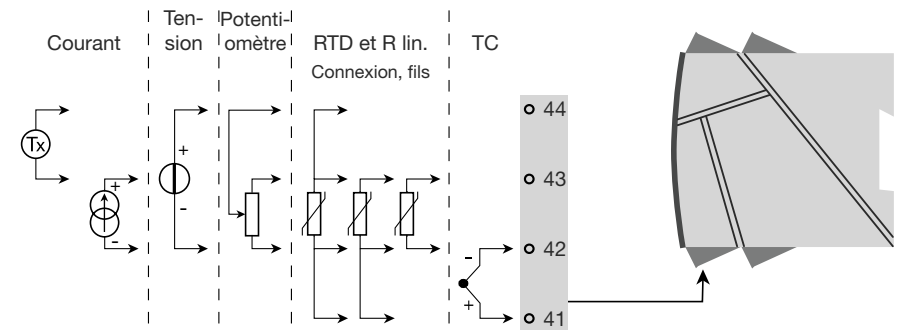 Courant
Ten-
sion
Potenti-
omètre
RTD et R lin.
Connexion, fils
TC
Tx
+
-
+
-
-
+
44
43
42
41